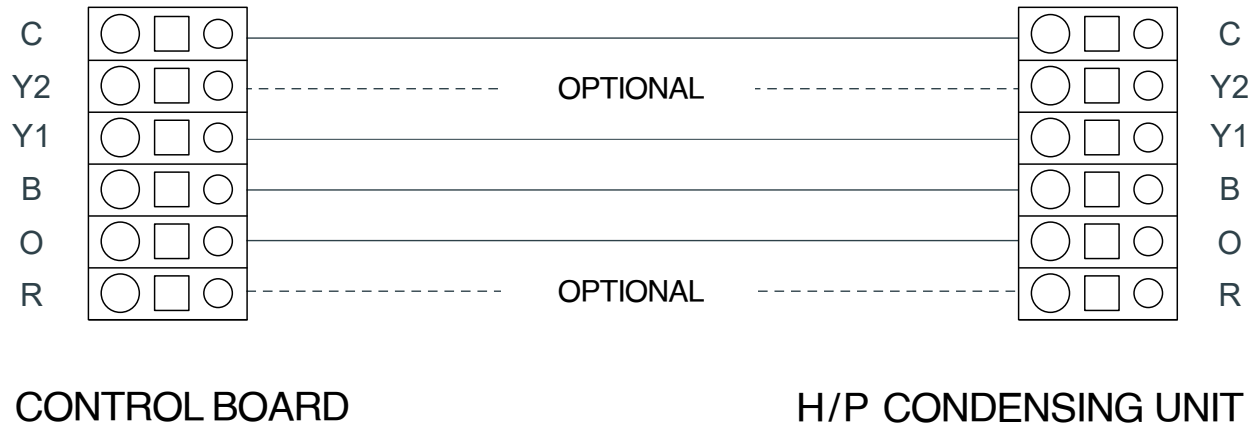 C C
Y2 OPTIONAL Y2
Y1 Y1
B B
O O
R OPTIONAL R
CONTROL BOARD H/P CONDENSING UNIT